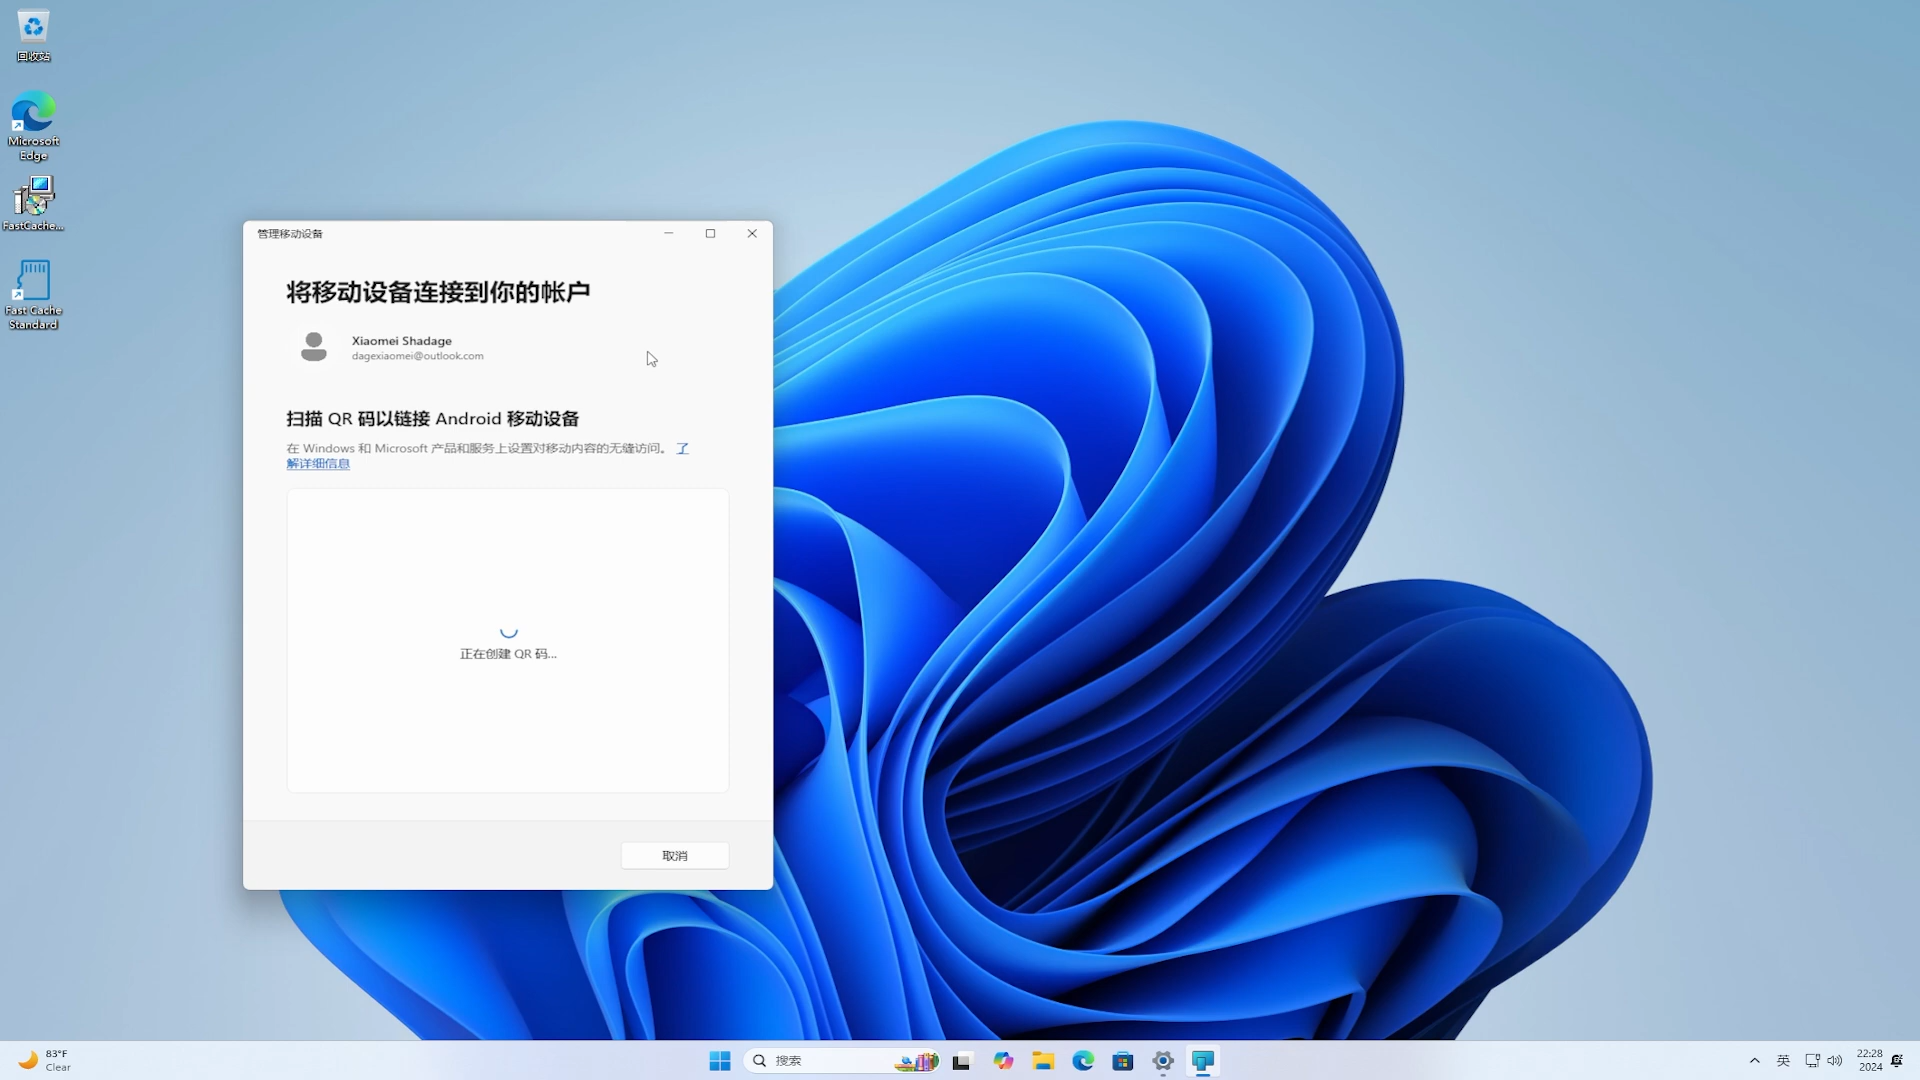 回收站
Microsoft
Edge
FastCache...
Fast Cache
Standard
管理移动设备
将移动设备连接到你的帐户
Xiaomei Shadage
dagexiaomei@outlook.com
扫描 QR 码以链接 Android 移动设备
在 Windows 和 Microsoft 产品和服务上设置对移动内容的无缝访问。 了
解详细信息
正在创建 QR 码...
取消
83°F
Clear
搜索
英
22:28
2024